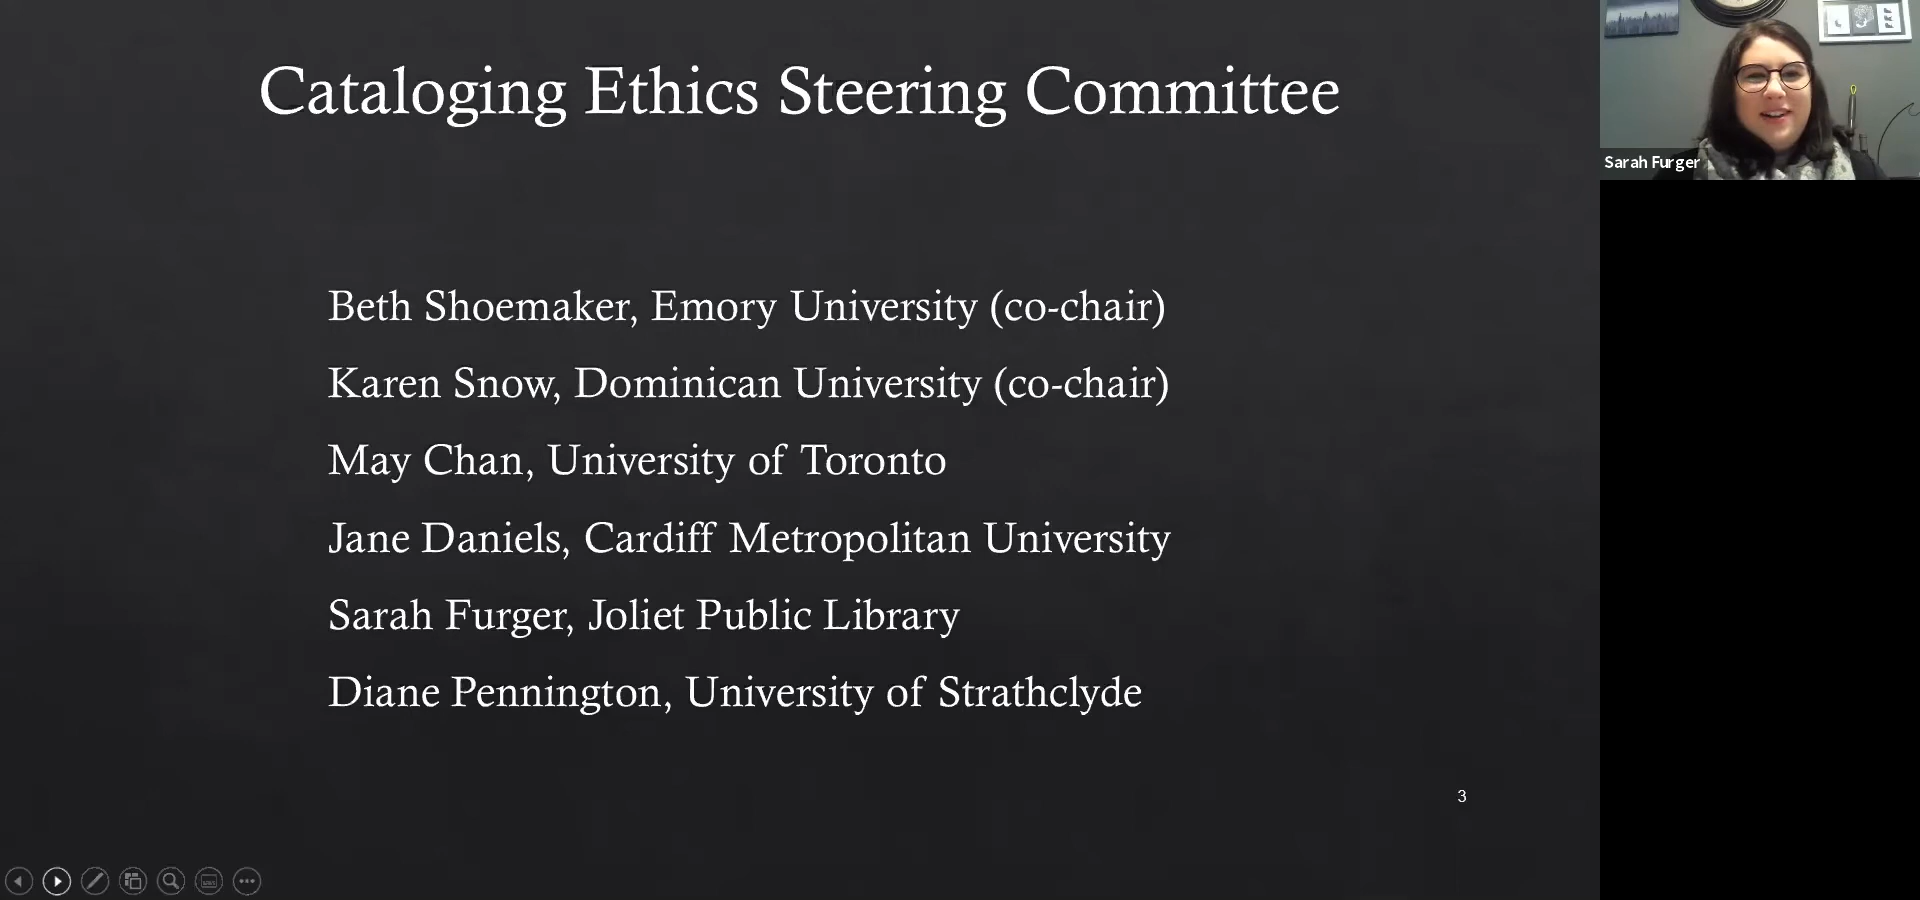 Cataloging Ethics Steering Committee
Beth Shoemaker, Emory University (co-chair)
Karen Snow, Dominican University (co-chair)
May Chan, University of Toronto
Jane Daniels, Cardiff Metropolitan University
Sarah Furger, Joliet Public Library
Diane Pennington, University of Strathclyde
3
Sarah Furger